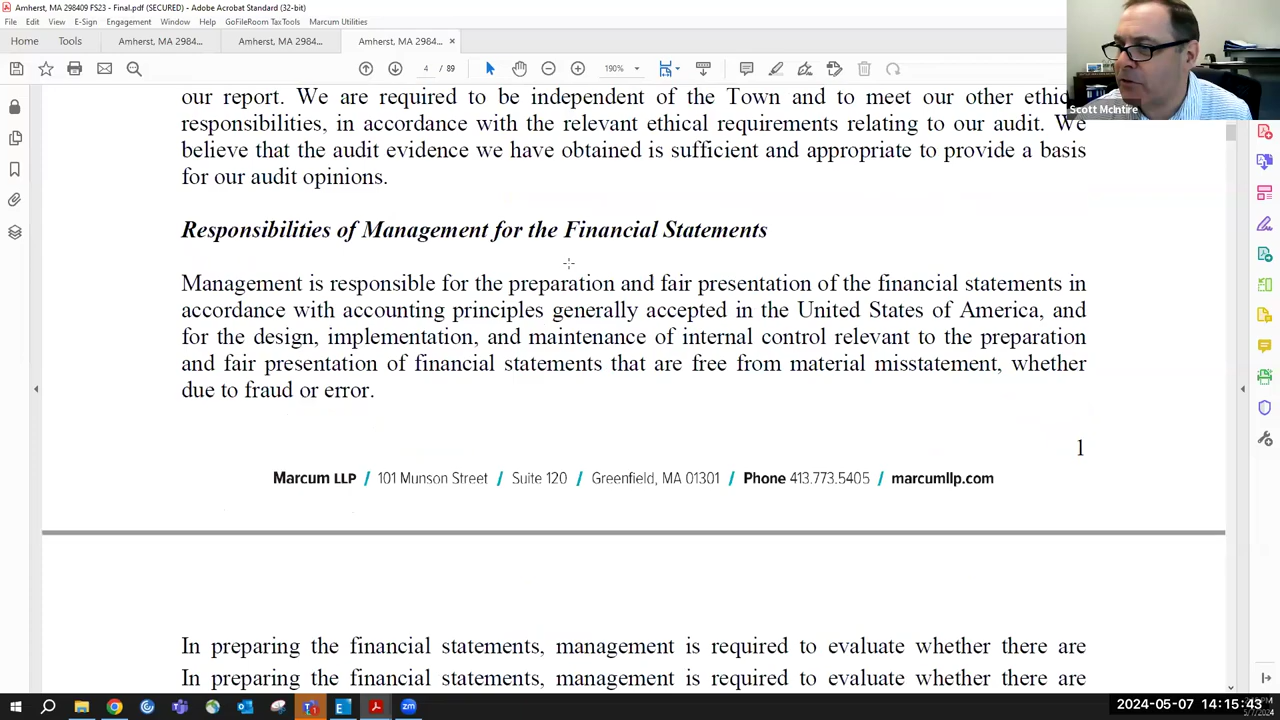 Amherst, MA 298409 FS23 - Final.pdf (SECURED) - Adobe Acrobat Standard (32-bit)
File Edit View E-Sign Engagement Window Help GoFileRoom TaxTools Marcum Utilities
Home Tools Amherst, MA 2984... Amherst, MA 2984... Amherst, MA 2984... ×
4 / 89 190%
Scott McIntire
our report. We are required to be independent of the Town and to meet our other ethic
responsibilities, in accordance with the relevant ethical requirements relating to our audit. We
believe that the audit evidence we have obtained is sufficient and appropriate to provide a basis
for our audit opinions.
Responsibilities of Management for the Financial Statements
Management is responsible for the preparation and fair presentation of the financial statements in
accordance with accounting principles generally accepted in the United States of America, and
for the design, implementation, and maintenance of internal control relevant to the preparation
and fair presentation of financial statements that are free from material misstatement, whether
due to fraud or error.
1
Marcum LLP / 101 Munson Street / Suite 120 / Greenfield, MA 01301 / Phone 413.773.5405 / marcumllp.com
In preparing the financial statements, management is required to evaluate whether there are
In preparing the financial statements, management is required to evaluate whether there are
2024-05-07 14:15:43